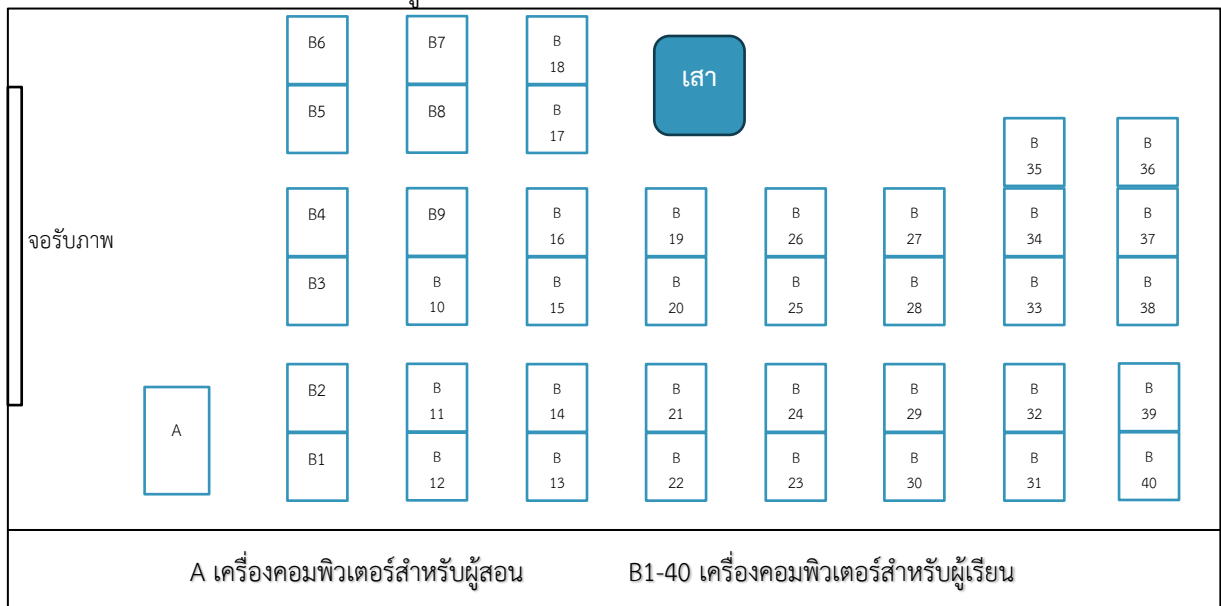 B6 B7 B 18
เสา
B5 B8 B 17
B 35 B 36
B4 B9 B 16 B 19 B 26 B 27 B 34 B 37
จอรับภาพ
B3 B 10 B 15 B 20 B 25 B 28 B 33 B 38
B2 B 11 B 14 B 21 B 24 B 29 B 32 B 39
A
B1 B 12 B 13 B 22 B 23 B 30 B 31 B 40
A เครื่องคอมพิวเตอร์สำหรับผู้สอน B1-40 เครื่องคอมพิวเตอร์สำหรับผู้เรียน